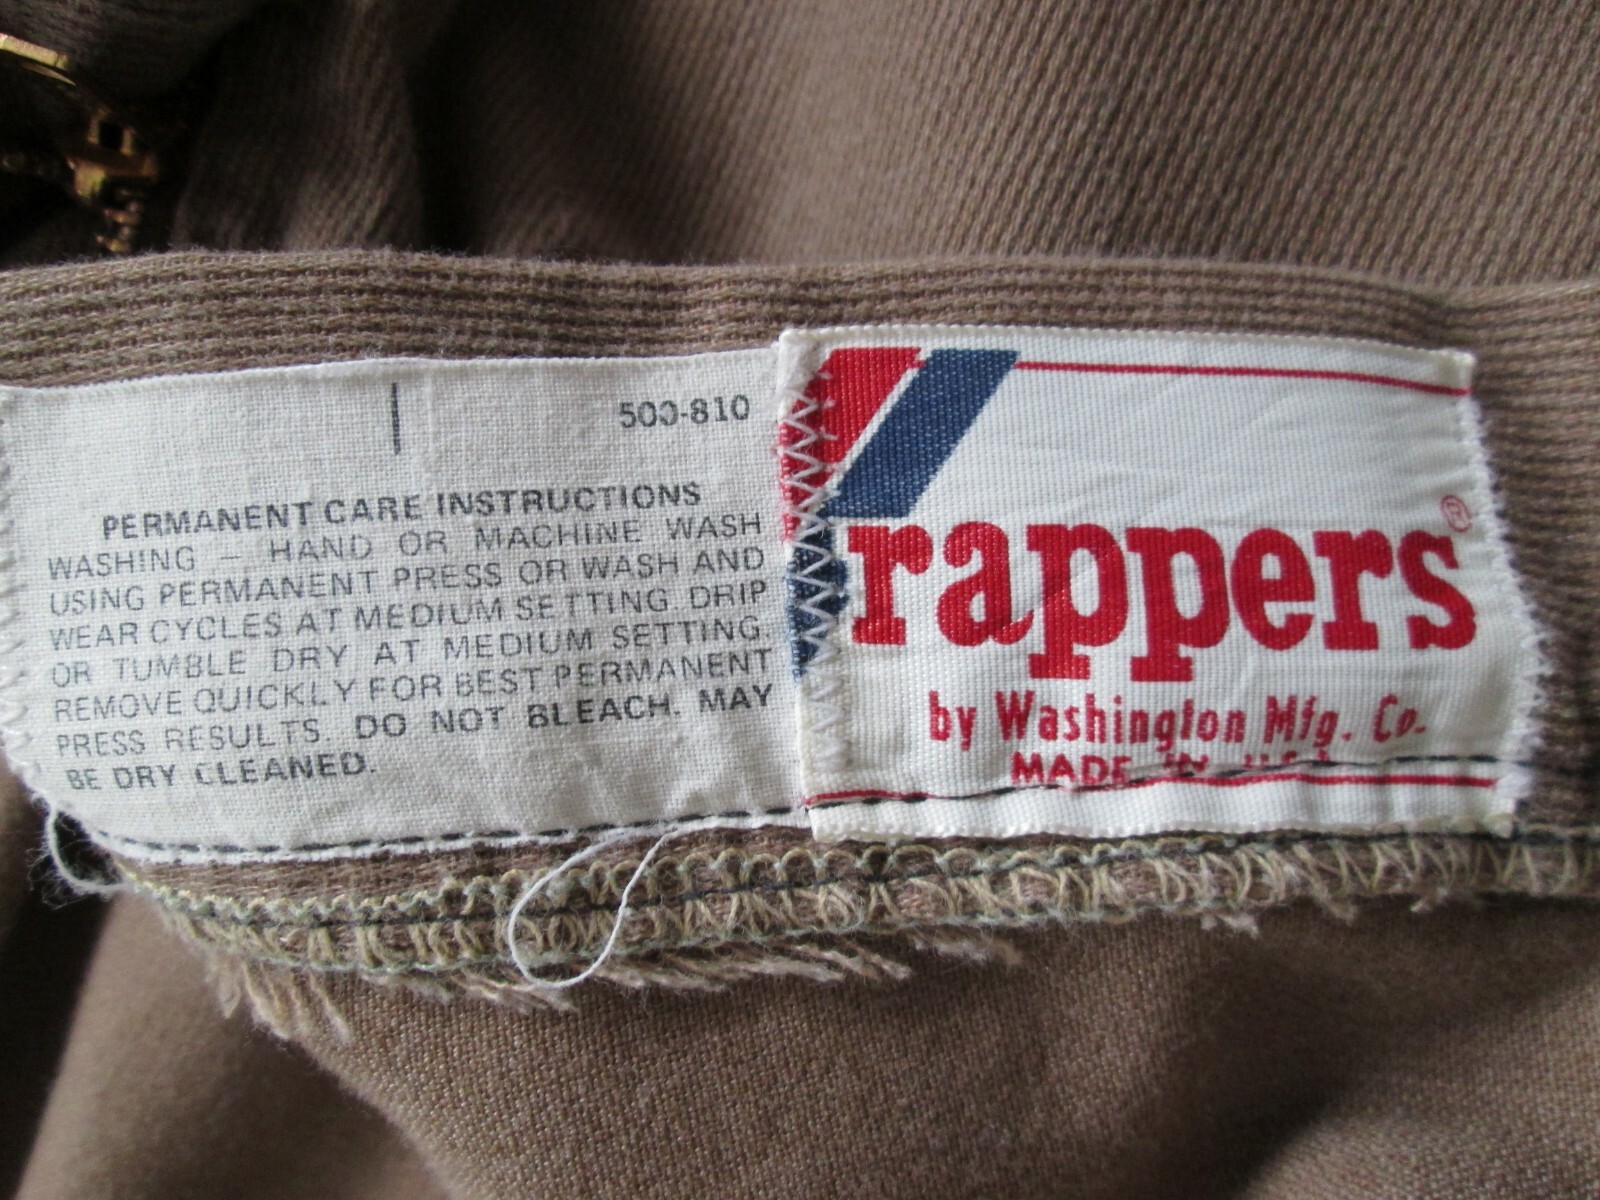 500-810
PERMANENT CARE INSTRUCTIONS
WASHING – HAND OR MACHINE WASH
USING PERMANENT PRESS OR WASH AND
WEAR CYCLES AT MEDIUM SETTING. DRIP
OR TUMBLE DRY AT MEDIUM SETTING.
REMOVE QUICKLY FOR BEST PERMANENT
PRESS RESULTS. DO NOT BLEACH. MAY
BE DRY CLEANED.
rappers®
by Washington Mfg. Co.
MADE IN U.S.A.